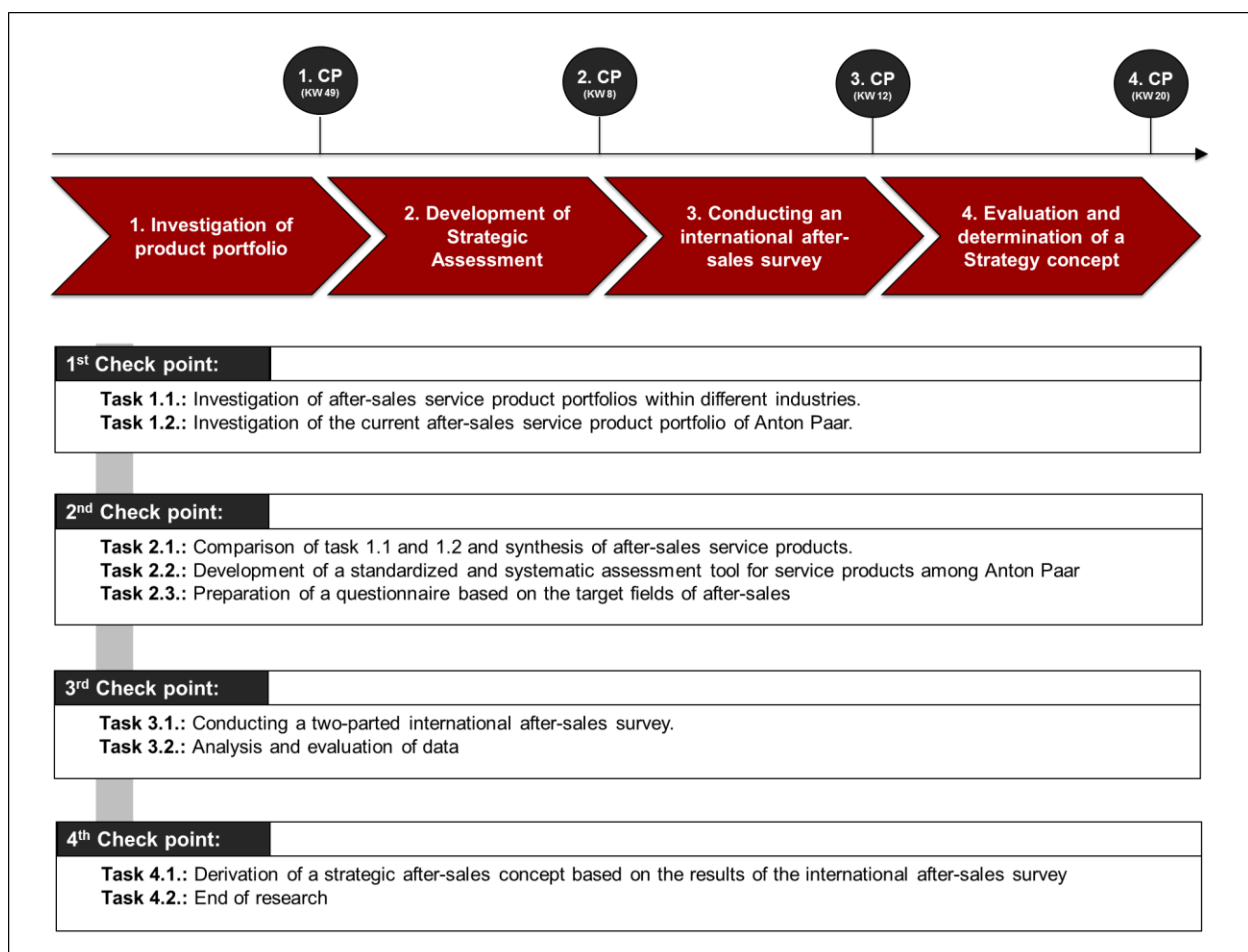 1. CP
(KW 49)
2. CP
(KW 8)
3. CP
(KW 12)
4. CP
(KW 20)
1. Investigation of
product portfolio
2. Development of
Strategic
Assessment
3. Conducting an
international after-
sales survey
4. Evaluation and
determination of a
Strategy concept
1st Check point:
Task 1.1.: Investigation of after-sales service product portfolios within different industries.
Task 1.2.: Investigation of the current after-sales service product portfolio of Anton Paar.
2nd Check point:
Task 2.1.: Comparison of task 1.1 and 1.2 and synthesis of after-sales service products.
Task 2.2.: Development of a standardized and systematic assessment tool for service products among Anton Paar
Task 2.3.: Preparation of a questionnaire based on the target fields of after-sales
3rd Check point:
Task 3.1.: Conducting a two-parted international after-sales survey.
Task 3.2.: Analysis and evaluation of data
4th Check point:
Task 4.1.: Derivation of a strategic after-sales concept based on the results of the international after-sales survey
Task 4.2.: End of research